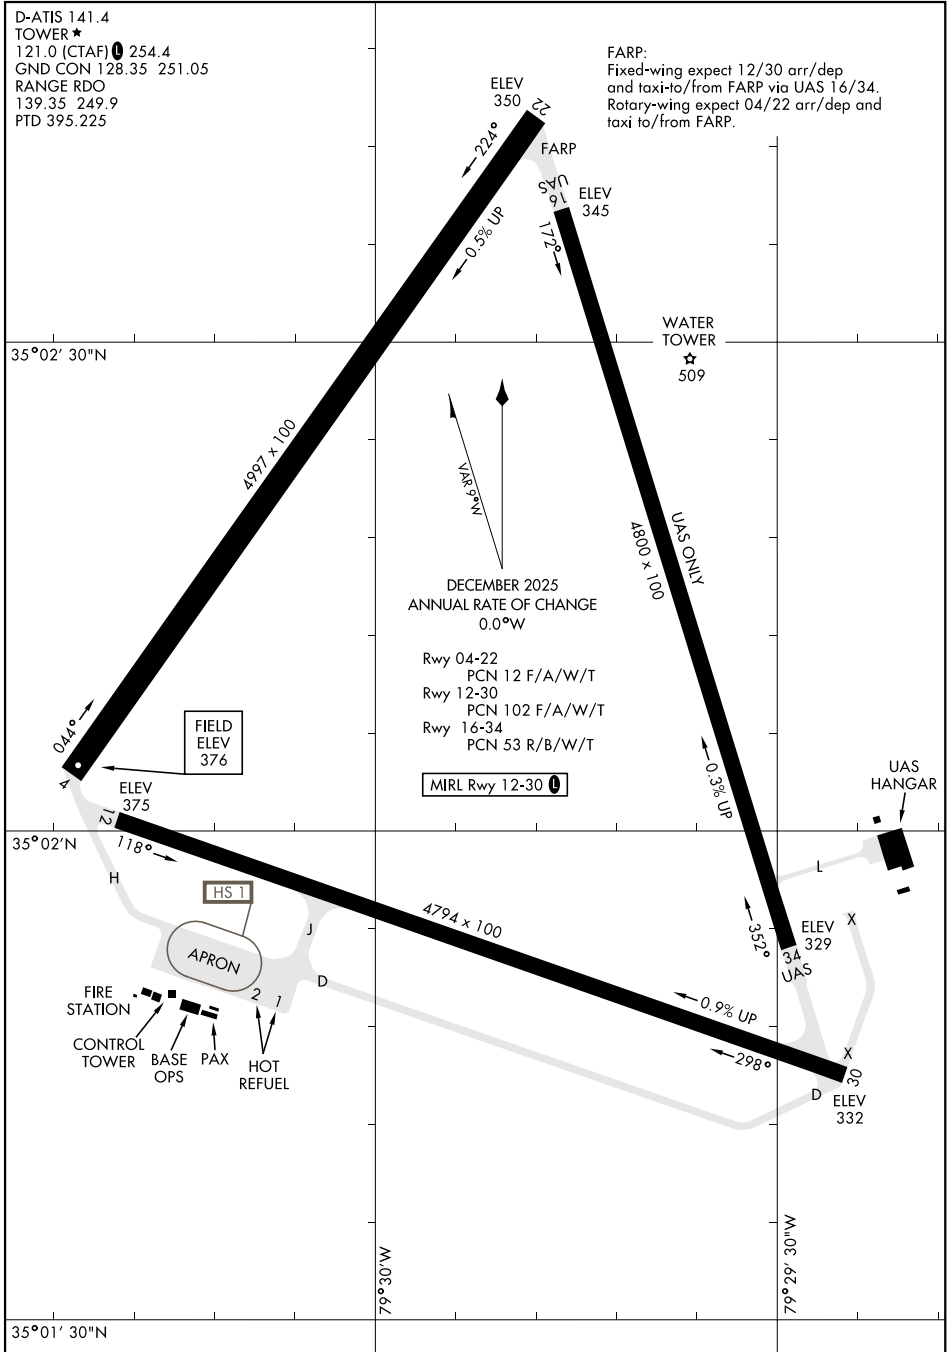 D-ATIS 141.4
TOWER ★
121.0 (CTAF) L 254.4
GND CON 128.35 251.05
RANGE RDO
139.35 249.9
PTD 395.225
FARP:
Fixed-wing expect 12/30 arr/dep
and taxi-to/from FARP via UAS 16/34.
Rotary-wing expect 04/22 arr/dep and
taxi to/from FARP.
ELEV
350
22
224°
FARP
UAS
16
ELEV
345
0.5% UP
172°
WATER
TOWER
509
35°02' 30"N
4997 x 100
VAR 9°W
UAS ONLY
4800 x 100
DECEMBER 2025
ANNUAL RATE OF CHANGE
0.0°W
Rwy 04-22
PCN 12 F/A/W/T
Rwy 12-30
PCN 102 F/A/W/T
Rwy 16-34
PCN 53 R/B/W/T
MIRL Rwy 12-30 L
044°
FIELD
ELEV
376
4
ELEV
375
12
0.3% UP
UAS
HANGAR
35°02'N
118°
H
HS 1
L
4794 x 100
J
352°
ELEV
329
X
34
UAS
APRON
D
2
1
FIRE
STATION
CONTROL
TOWER
BASE
OPS
PAX
HOT
REFUEL
0.9% UP
298°
X
30
D
ELEV
332
79°30'W
79°29' 30"W
35°01' 30"N